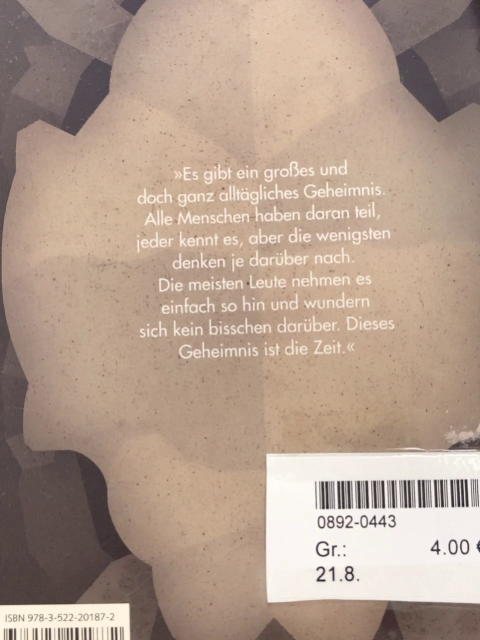 »Es gibt ein großes und
doch ganz alltägliches Geheimnis.
Alle Menschen haben daran teil,
jeder kennt es, aber die wenigsten
denken je darüber nach.
Die meisten Leute nehmen es
einfach so hin und wundern
sich kein bisschen darüber. Dieses
Geheimnis ist die Zeit.«
0892-0443
Gr.: 4.00 €
21.8.
ISBN 978-3-522-20187-2